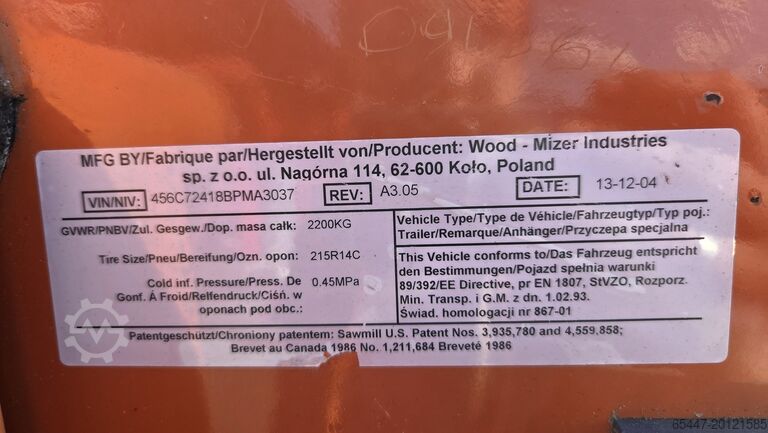 MFG BY/Fabrique par/Hergestellt von/Producent: Wood - Mizer Industries
sp. z o.o. ul. Nagórna 114, 62-600 Koło, Poland
VIN/NIV: 456C72418BPMA3037 REV: A3.05 DATE: 13-12-04
GVWR/PNBV/Zul. Gesgew./Dop. masa całk: 2200KG
Tire Size/Pneu/Bereifung/Ozn. opon: 215R14C
Cold inf. Pressure/Press. De
Gonf. À Froid/Relfendruck/Ciśn. w
oponach pod obc.: 0.45MPa
Vehicle Type/Type de Véhicle/Fahrzeugtyp/Typ poj.:
Trailer/Remarque/Anhänger/Przyczepa specjalna
This Vehicle conforms to/Das Fahrzeug entspricht
den Bestimmungen/Pojazd spełnia warunki
89/392/EE Directive, pr EN 1807, StVZO, Rozporz.
Min. Transp. i G.M. z dn. 1.02.93.
Świad. homologacji nr 867-01
Patentgeschützt/Chroniony patentem: Sawmill U.S. Patent Nos. 3,935,780 and 4,559,858;
Brevet au Canada 1986 No. 1,211,684 Breveté 1986
85447-20121585